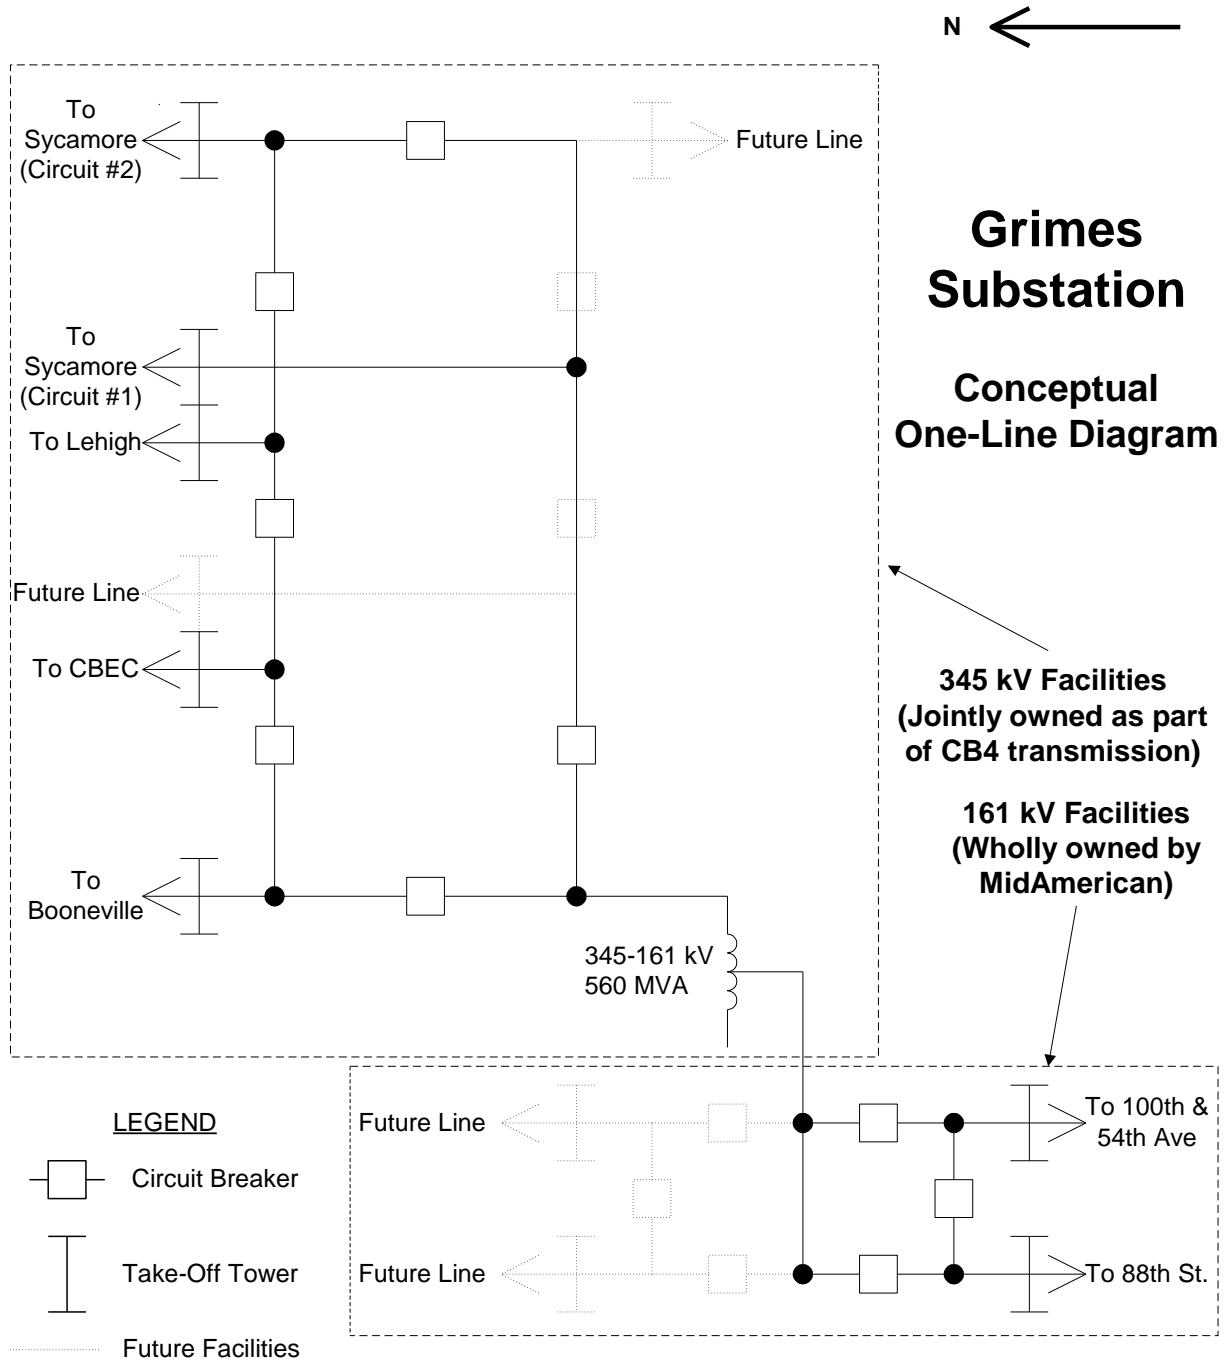 N
To
Sycamore
(Circuit #2)
Future Line
Grimes
Substation
Conceptual
One-Line Diagram
To
Sycamore
(Circuit #1)
To Lehigh
Future Line
To CBEC
345 kV Facilities
(Jointly owned as part
of CB4 transmission)
161 kV Facilities
(Wholly owned by
MidAmerican)
To
Booneville
345-161 kV
560 MVA
Future Line
To 100th &
54th Ave
Future Line
To 88th St.
LEGEND
Circuit Breaker
Take-Off Tower
Future Facilities